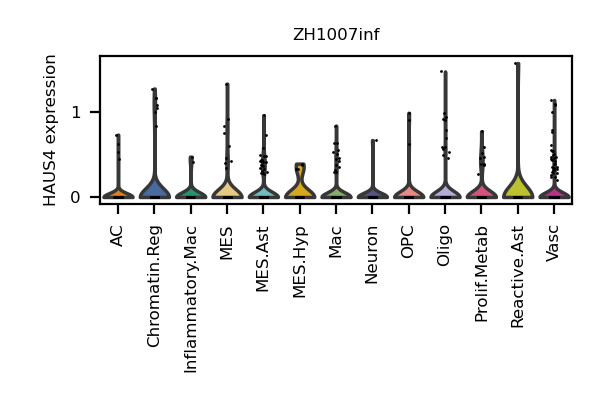 ZH1007inf
HAUS4 expression
1
0
AC
Chromatin.Reg
Inflammatory.Mac
MES
MES.Ast
MES.Hyp
Mac
Neuron
OPC
Oligo
Prolif.Metab
Reactive.Ast
Vasc